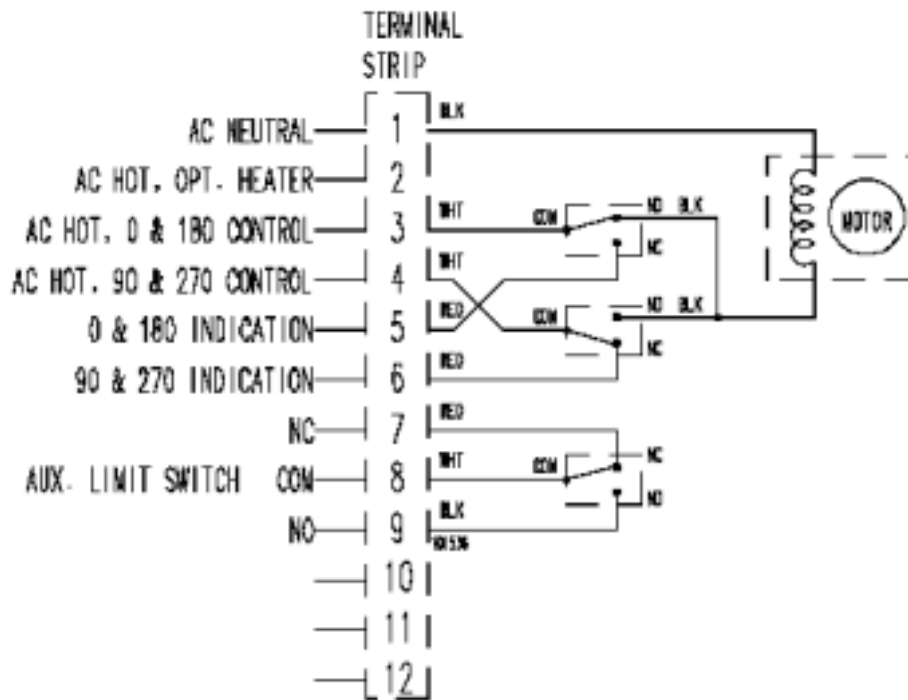 TERMINAL
STRIP
AC NEUTRAL 1 BLK
AC HOT, OPT. HEATER 2
AC HOT, 0 & 180 CONTROL 3 WHT COM NO BLK
NC
MOTOR
AC HOT, 90 & 270 CONTROL 4 WHT
0 & 180 INDICATION 5 RED COM NO BLK
NC
90 & 270 INDICATION 6 RED
NC 7 RED
AUX. LIMIT SWITCH COM 8 WHT COM NC
NO
NO 9 BLK
10
11
12